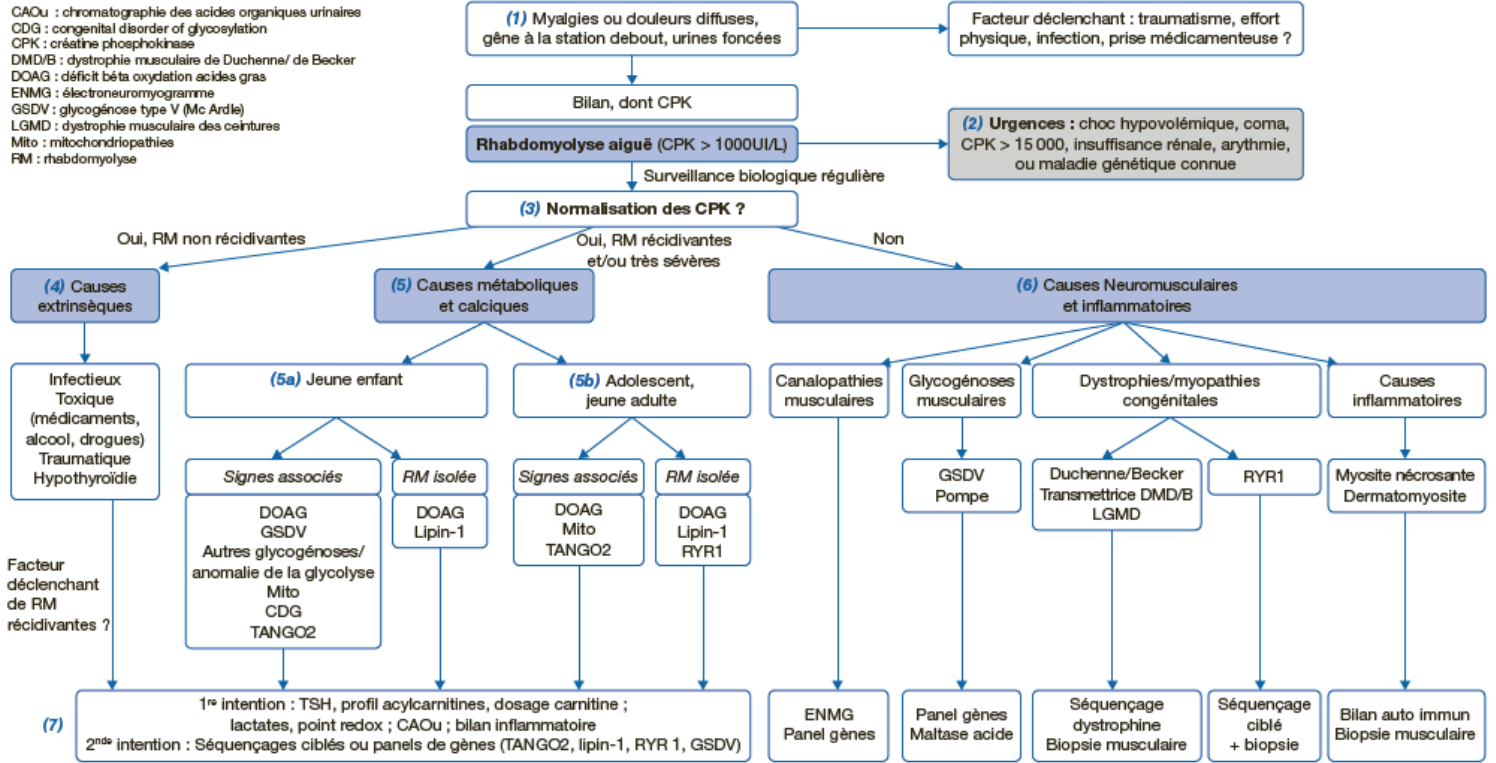 CAOu : chromatographie des acides organiques urinaires
CDG : congenital disorder of glycosylation
CPK : créatine phosphokinase
DMD/B : dystrophie musculaire de Duchenne/ de Becker
DOAG : déficit béta oxydation acides gras
ENMG : électroneuromyogramme
GSDV : glycogénose type V (Mc Ardle)
LGMD : dystrophie musculaire des ceintures
Mito : mitochondriopathies
RM : rhabdomyolyse
(1) Myalgies ou douleurs diffuses,
gêne à la station debout, urines foncées
Facteur déclenchant : traumatisme, effort
physique, infection, prise médicamenteuse ?
Bilan, dont CPK
Rhabdomyolyse aiguë (CPK > 1000UI/L)
(2) Urgences : choc hypovolémique, coma,
CPK > 15 000, insuffisance rénale, arythmie,
ou maladie génétique connue
Surveillance biologique régulière
(3) Normalisation des CPK ?
Oui, RM non récidivantes
Oui, RM récidivantes
et/ou très sévères
Non
(4) Causes
extrinsèques
(5) Causes métaboliques
et calciques
(6) Causes Neuromusculaires
et inflammatoires
Infectieux
Toxique
(médicaments,
alcool, drogues)
Traumatique
Hypothyroïdie
(5a) Jeune enfant
(5b) Adolescent,
jeune adulte
Canalopathies
musculaires
Glycogénoses
musculaires
Dystrophies/myopathies
congénitales
Causes
inflammatoires
Signes associés
RM isolée
Signes associés
RM isolée
DOAG
GSDV
Autres glycogénoses/
anomalie de la glycolyse
Mito
CDG
TANGO2
DOAG
Lipin-1
DOAG
Mito
TANGO2
DOAG
Lipin-1
RYR1
GSDV
Pompe
Duchenne/Becker
Transmettrice DMD/B
LGMD
RYR1
Myosite nécrosante
Dermatomyosite
Facteur
déclenchant
de RM
récidivantes ?
(7)
1re intention : TSH, profil acylcarnitines, dosage carnitine ;
lactates, point redox ; CAOu ; bilan inflammatoire
2nde intention : Séquençages ciblés ou panels de gènes (TANGO2, lipin-1, RYR 1, GSDV)
ENMG
Panel gènes
Panel gènes
Maltase acide
Séquençage
dystrophine
Biopsie musculaire
Séquençage
ciblé
+ biopsie
Bilan auto immun
Biopsie musculaire